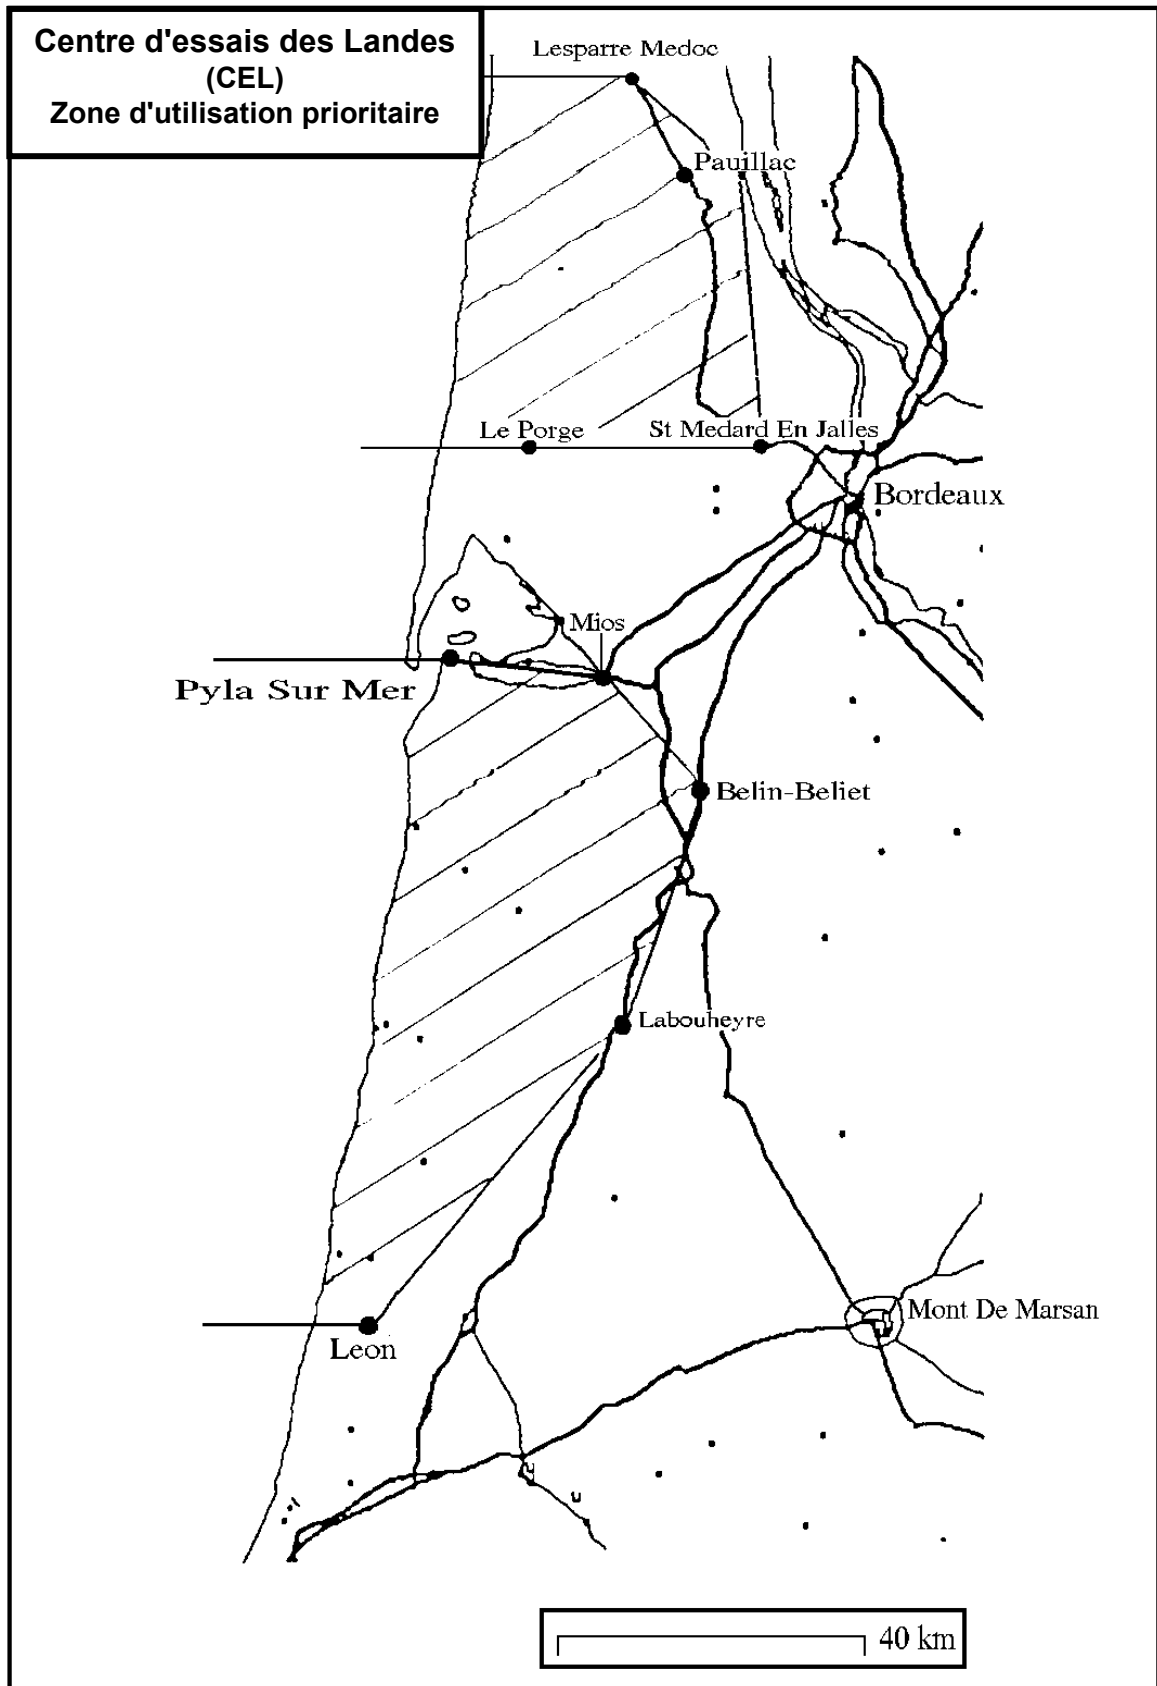 Centre d'essais des Landes
(CEL)
Zone d'utilisation prioritaire
Lesparre Medoc
Pauillac
Le Porge
St Medard En Jalles
Bordeaux
Mios
Pyla Sur Mer
Belin-Beliet
Labouheyre
Mont De Marsan
Leon
40 km